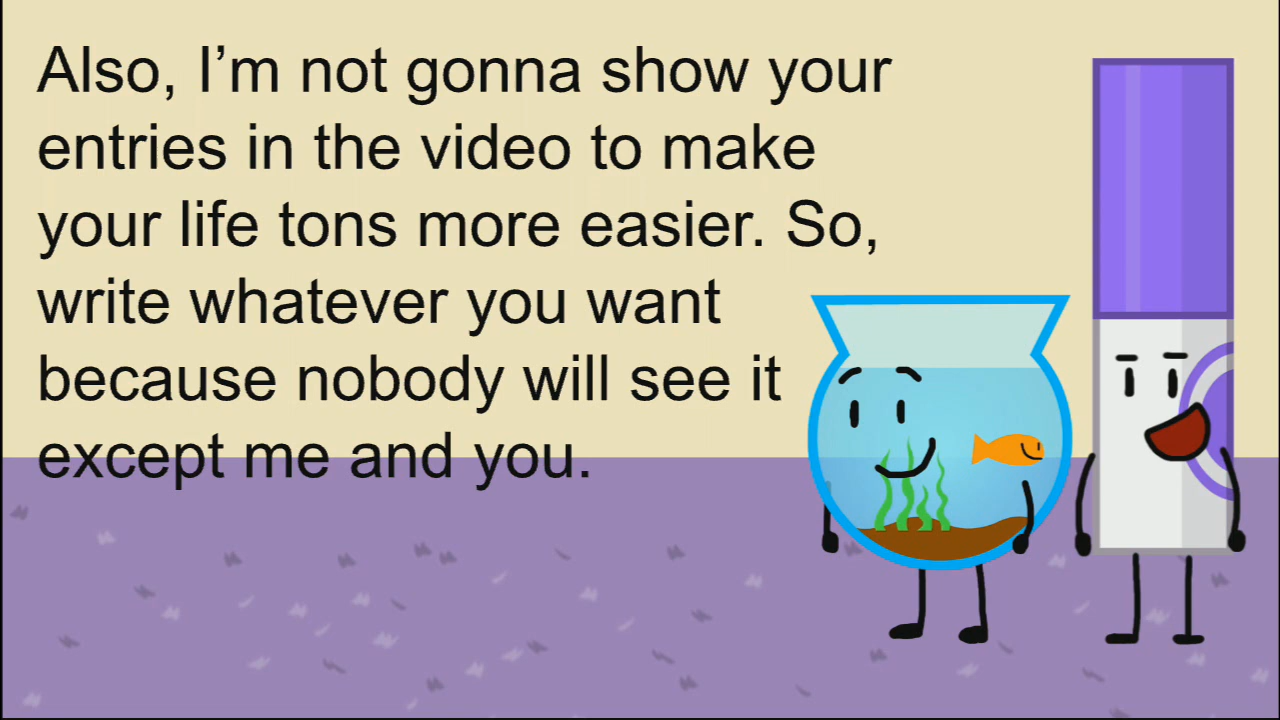 Also, I’m not gonna show your
entries in the video to make
your life tons more easier. So,
write whatever you want
because nobody will see it
except me and you.